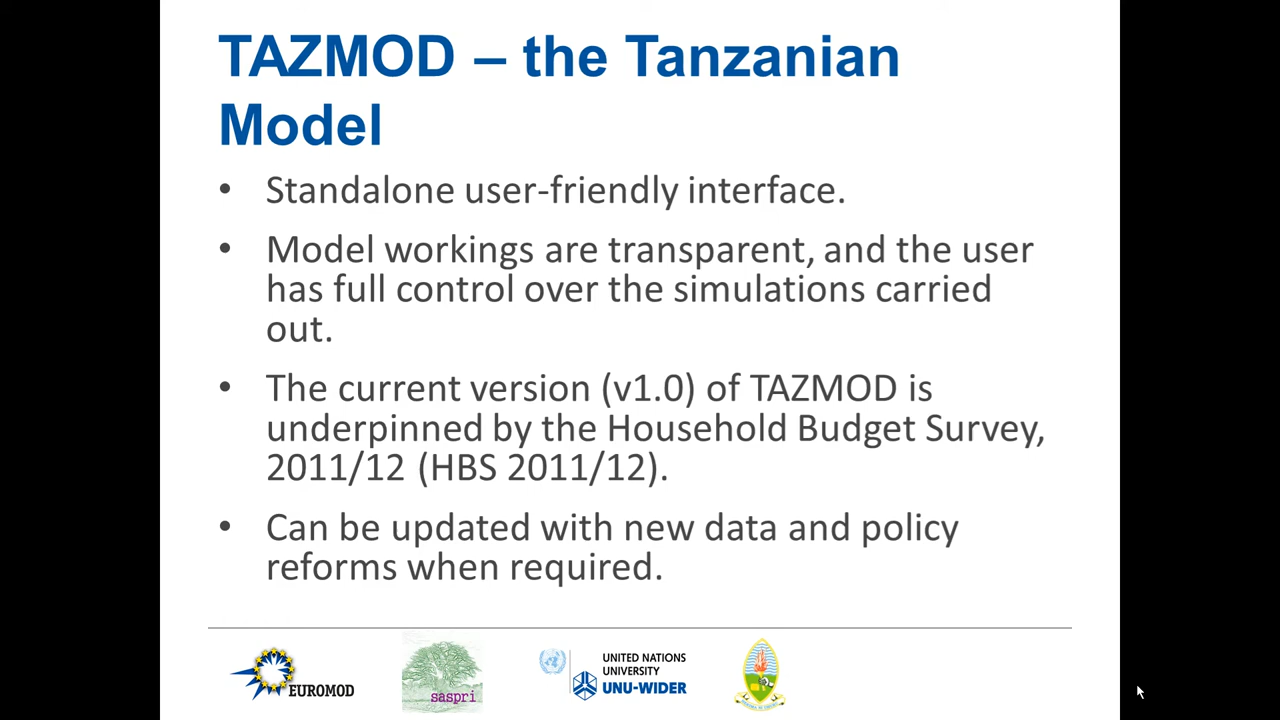 TAZMOD – the Tanzanian
Model
• Standalone user-friendly interface.
• Model workings are transparent, and the user
has full control over the simulations carried
out.
• The current version (v1.0) of TAZMOD is
underpinned by the Household Budget Survey,
2011/12 (HBS 2011/12).
• Can be updated with new data and policy
reforms when required.
EUROMOD
saspri
UNITED NATIONS
UNIVERSITY
UNU-WIDER